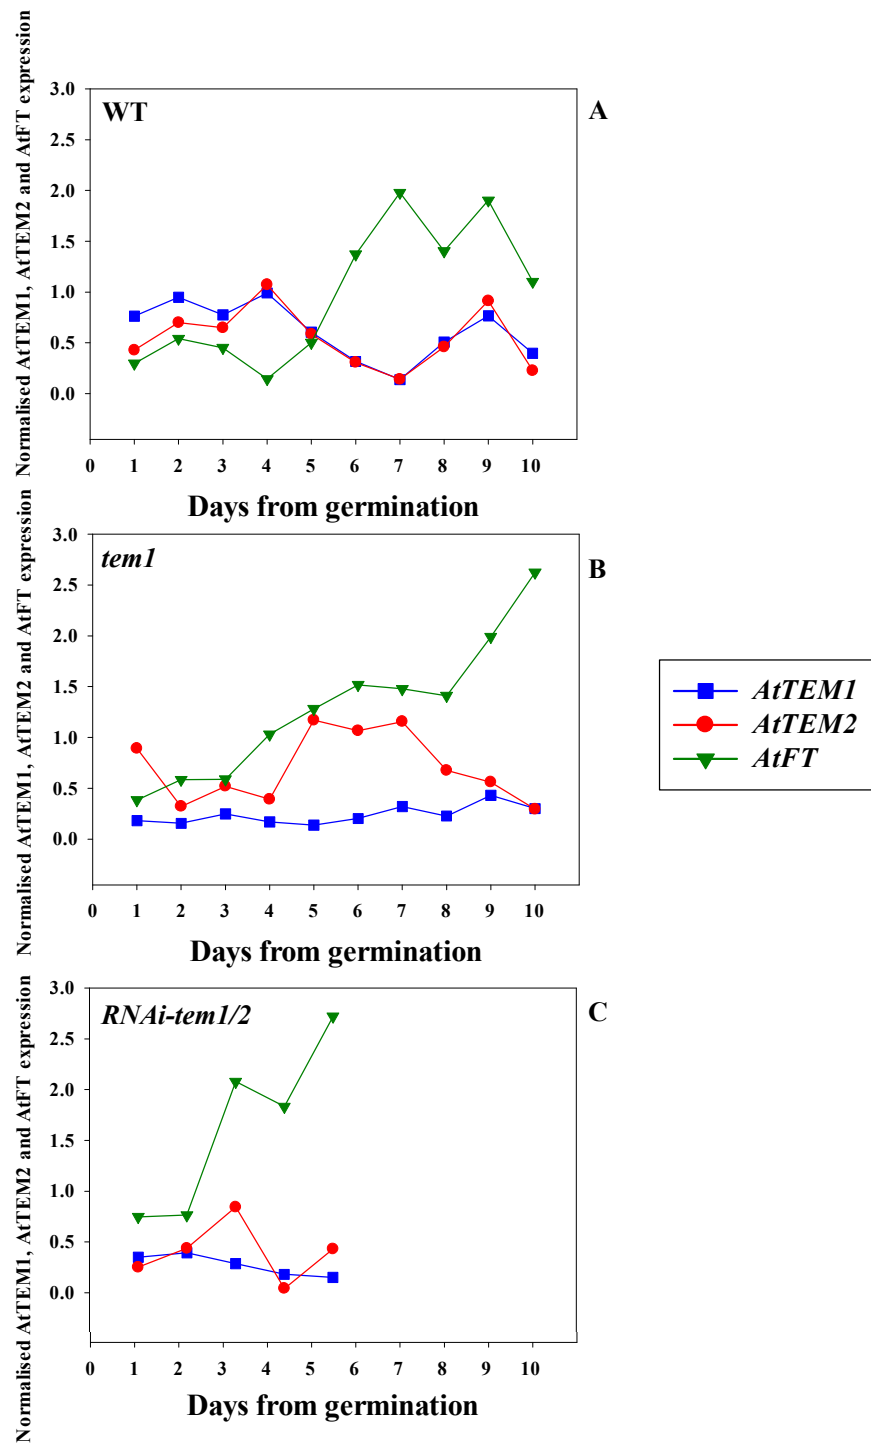 Normalised AtTEM1, AtTEM2 and AtFT expression
WT
A
3.0
2.5
2.0
1.5
1.0
0.5
0.0
0 1 2 3 4 5 6 7 8 9 10
Days from germination
Normalised AtTEM1, AtTEM2 and AtFT expression
tem1
B
3.0
2.5
2.0
1.5
1.0
0.5
0.0
0 1 2 3 4 5 6 7 8 9 10
Days from germination
AtTEM1
AtTEM2
AtFT
Normalised AtTEM1, AtTEM2 and AtFT expression
RNAi-tem1/2
C
3.0
2.5
2.0
1.5
1.0
0.5
0.0
0 1 2 3 4 5 6 7 8 9 10
Days from germination